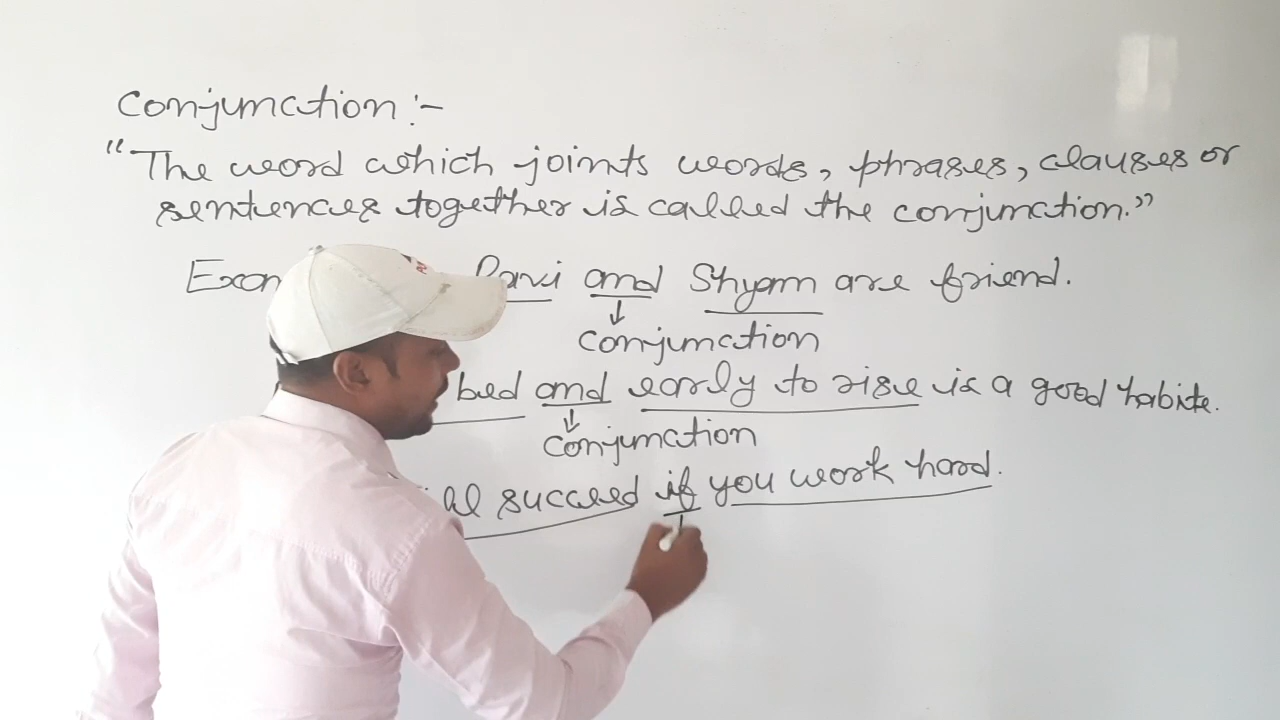 Conjunction :-
"The word which joints words, phrases, clauses or
sentences together is called the conjunction."
Exam Ravi and Shyam are friend.
Conjunction
bed and early to rise is a good habite.
Conjunction
succeed if you work hard.